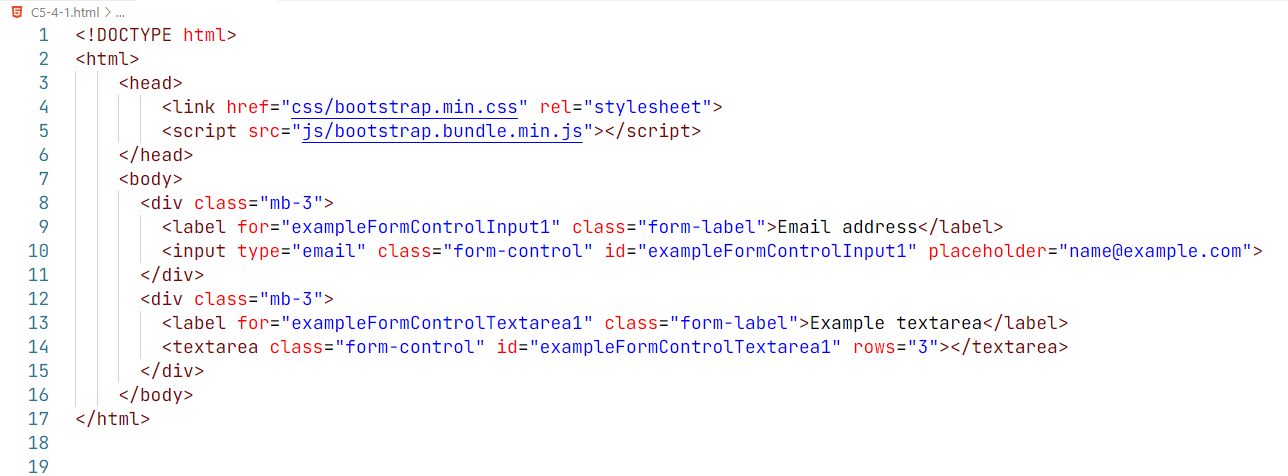 C5-4-1.html > ...
1 <!DOCTYPE html>
2 <html>
3     <head>
4         <link href="css/bootstrap.min.css" rel="stylesheet">
5         <script src="js/bootstrap.bundle.min.js"></script>
6     </head>
7     <body>
8       <div class="mb-3">
9         <label for="exampleFormControlInput1" class="form-label">Email address</label>
10         <input type="email" class="form-control" id="exampleFormControlInput1" placeholder="name@example.com">
11       </div>
12       <div class="mb-3">
13         <label for="exampleFormControlTextarea1" class="form-label">Example textarea</label>
14         <textarea class="form-control" id="exampleFormControlTextarea1" rows="3"></textarea>
15       </div>
16     </body>
17 </html>
18
19